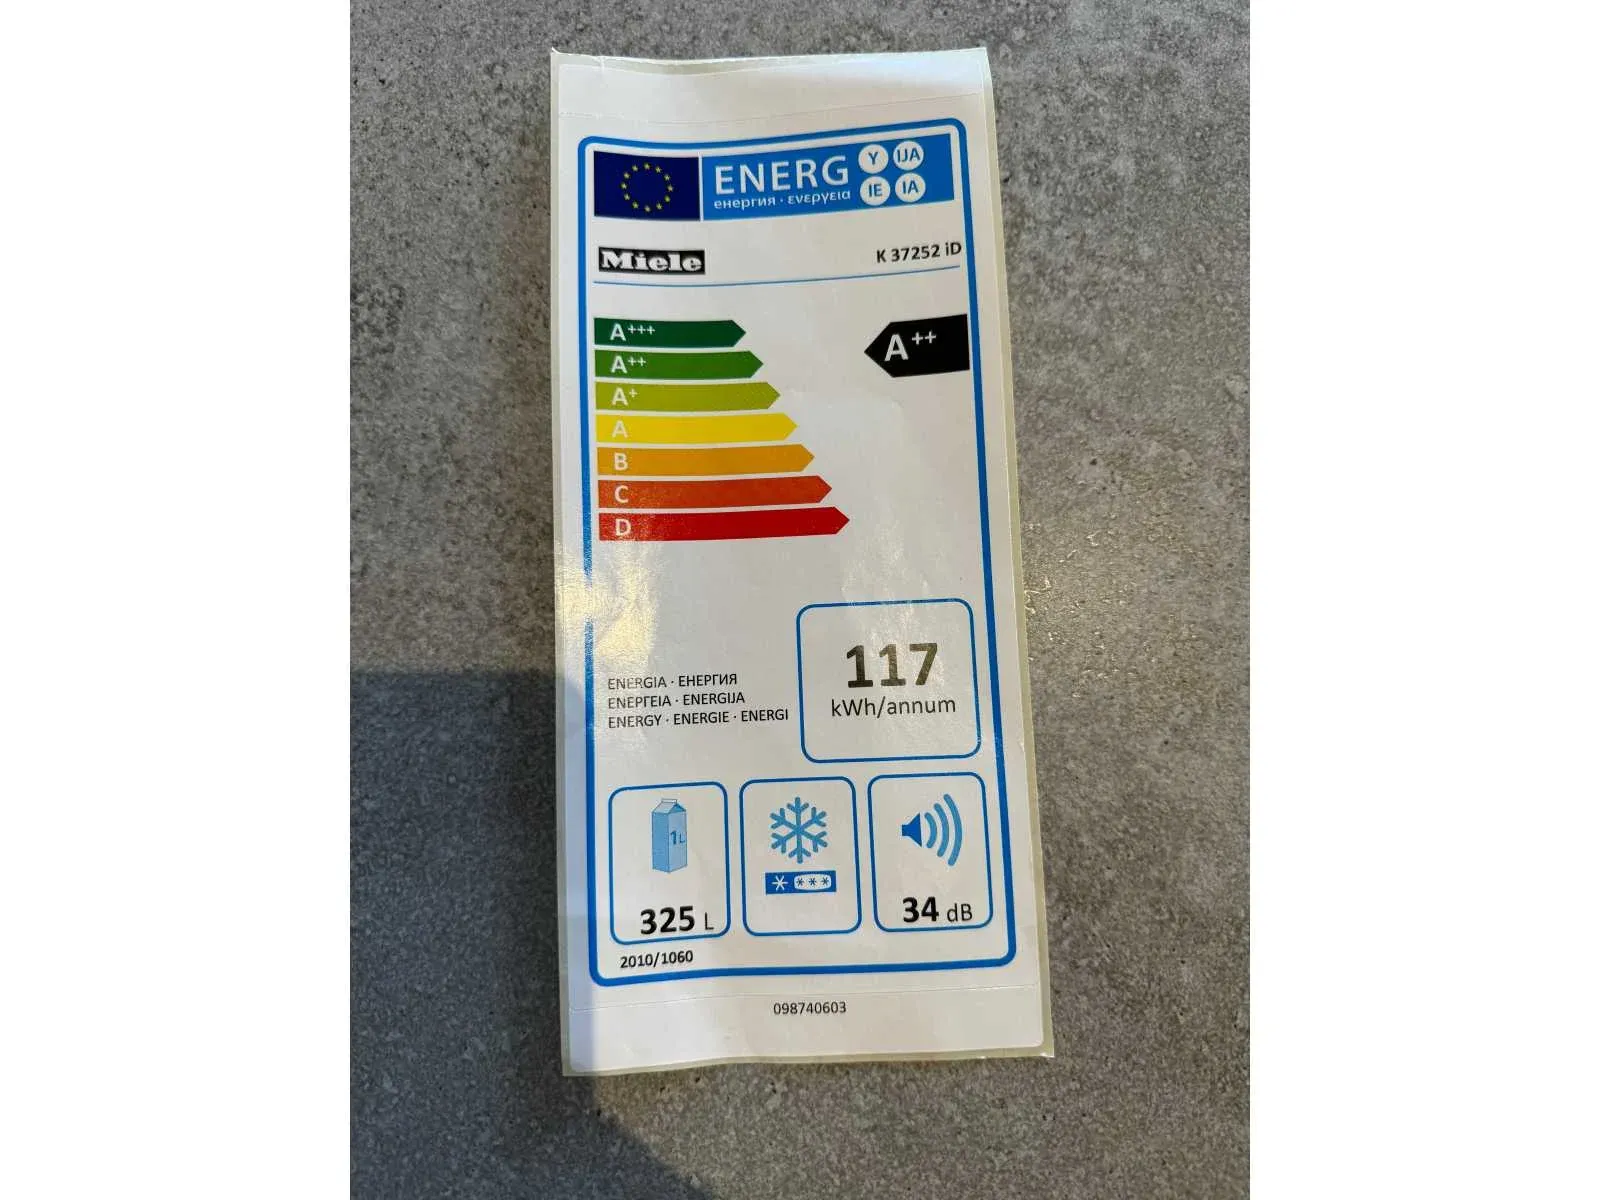 ENERG Y IJA
енергия · ενεργεια IE IA
Miele K 37252 iD
A+++
A++ A++
A+
A
B
C
D
117
kWh/annum
ENERGIA · ЕНЕРГИЯ
ΕΝΕΡΓΕΙΑ · ENERGIJA
ENERGY · ENERGIE · ENERGI
1L
325 L
34 dB
2010/1060
098740603